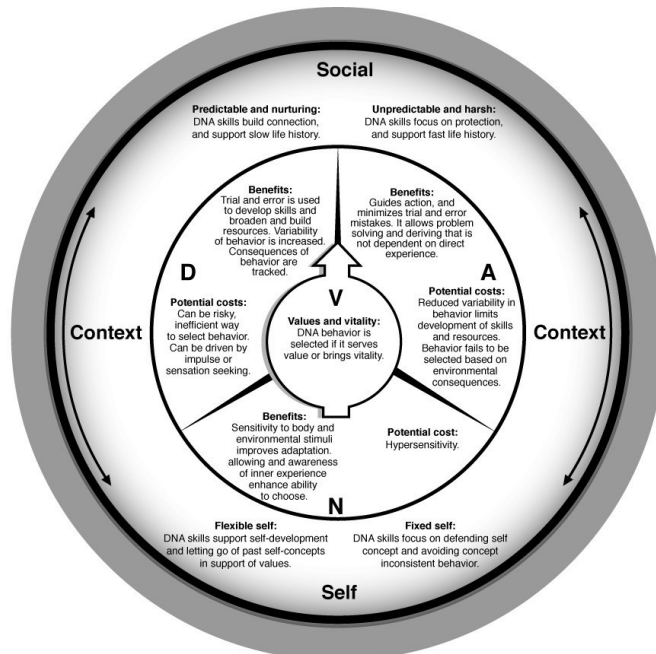 Social
Predictable and nurturing:
DNA skills build connection,
and support slow life history.
Unpredictable and harsh:
DNA skills focus on protection,
and support fast life history.
Benefits:
Trial and error is used
to develop skills and
broaden and build
resources. Variability
of behavior is increased.
Consequences of
behavior are
tracked.
Benefits:
Guides action, and
minimizes trial and error
mistakes. It allows problem
solving and deriving that is
not dependent on direct
experience.
D
A
Potential costs:
Can be risky,
inefficient way
to select behavior.
Can be driven by
impulse or
sensation seeking.
V
Values and vitality:
DNA behavior is
selected if it serves
value or brings vitality.
Potential costs:
Reduced variability in
behavior limits
development of skills
and resources.
Behavior fails to be
selected based on
environmental
consequences.
Context
Context
Benefits:
Sensitivity to body and
environmental stimuli
improves adaptation.
allowing and awareness
of inner experience
enhance ability
to choose.
Potential cost:
Hypersensitivity.
N
Flexible self:
DNA skills support self-development
and letting go of past self-concepts
in support of values.
Fixed self:
DNA skills focus on defending self
concept and avoiding concept
inconsistent behavior.
Self